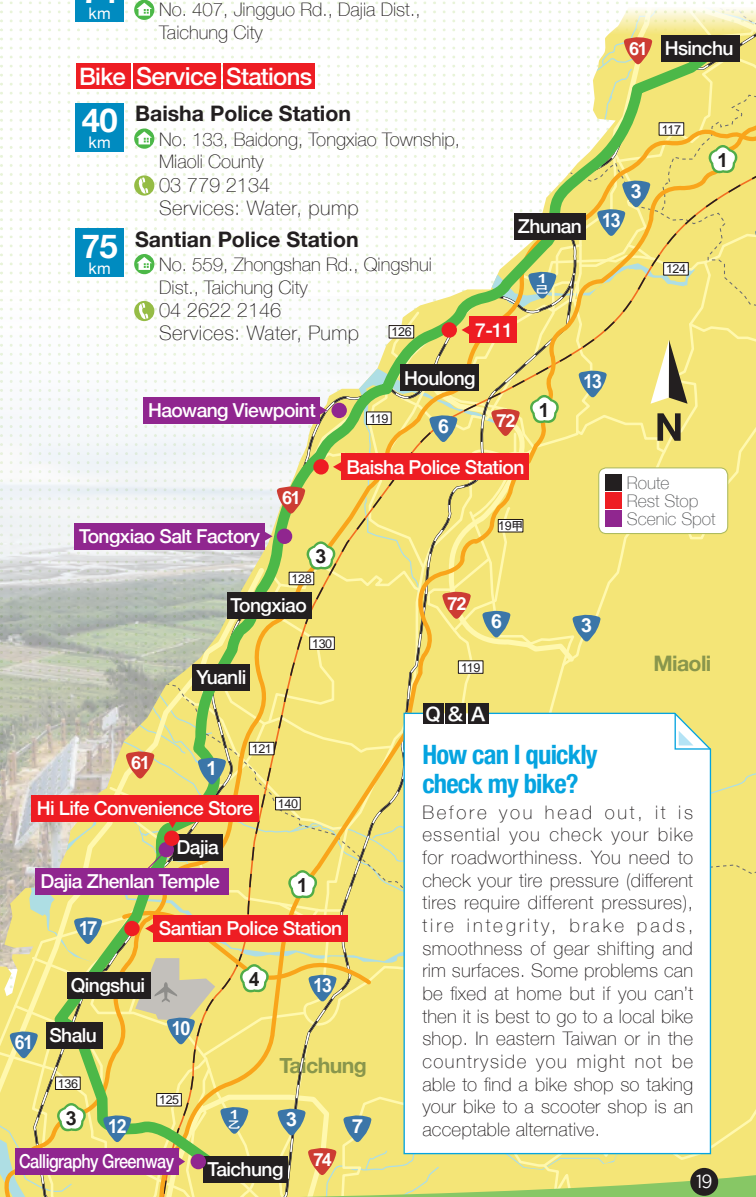 km
No. 407, Jingguo Rd., Dajia Dist.,
Taichung City
Bike Service Stations
40
km
Baisha Police Station
No. 133, Baidong, Tongxiao Township,
Miaoli County
03 779 2134
Services: Water, pump
75
km
Santian Police Station
No. 559, Zhongshan Rd., Qingshui
Dist., Taichung City
04 2622 2146
Services: Water, Pump
61
Hsinchu
117
1
3
13
Zhunan
124
1己
126
7-11
Houlong
13
N
Haowang Viewpoint
119
6
72
1
Baisha Police Station
Route
Rest Stop
Scenic Spot
61
19甲
Tongxiao Salt Factory
3
128
Tongxiao
72
6
3
130
Miaoli
119
Yuanli
121
61
1
140
Hi Life Convenience Store
Dajia
Dajia Zhenlan Temple
1
17
Santian Police Station
Qingshui
4
13
10
61
Shalu
Taichung
136
125
3
12
1乙
3
7
Calligraphy Greenway
Taichung
74
Q & A
How can I quickly
check my bike?
Before you head out, it is
essential you check your bike
for roadworthiness. You need to
check your tire pressure (different
tires require different pressures),
tire integrity, brake pads,
smoothness of gear shifting and
rim surfaces. Some problems can
be fixed at home but if you can't
then it is best to go to a local bike
shop. In eastern Taiwan or in the
countryside you might not be
able to find a bike shop so taking
your bike to a scooter shop is an
acceptable alternative.
19